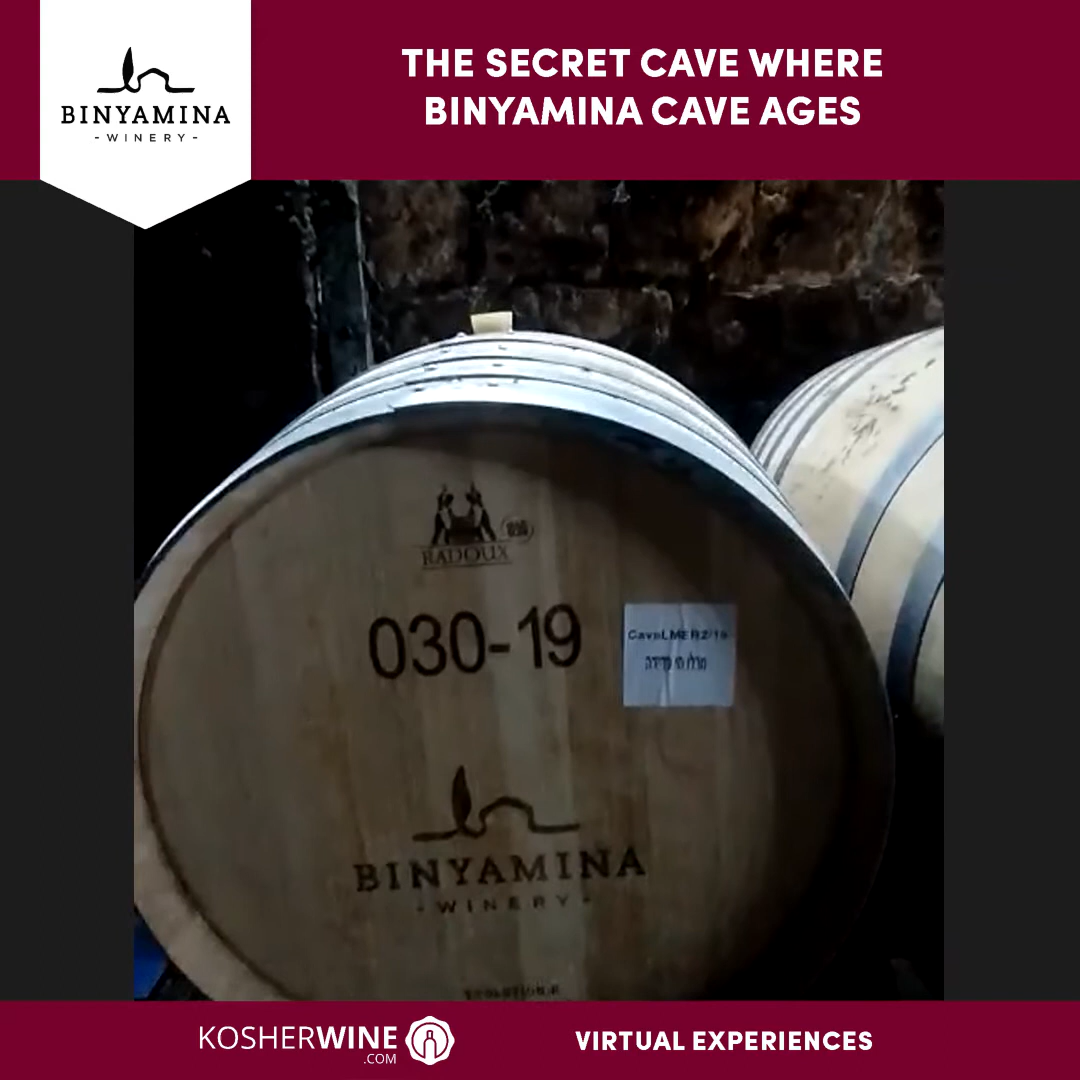 BINYAMINA
-WINERY-
THE SECRET CAVE WHERE
BINYAMINA CAVE AGES
RADOUX
030-19
BINYAMINA
-WINERY-
KOSHERWINE
.COM
VIRTUAL EXPERIENCES